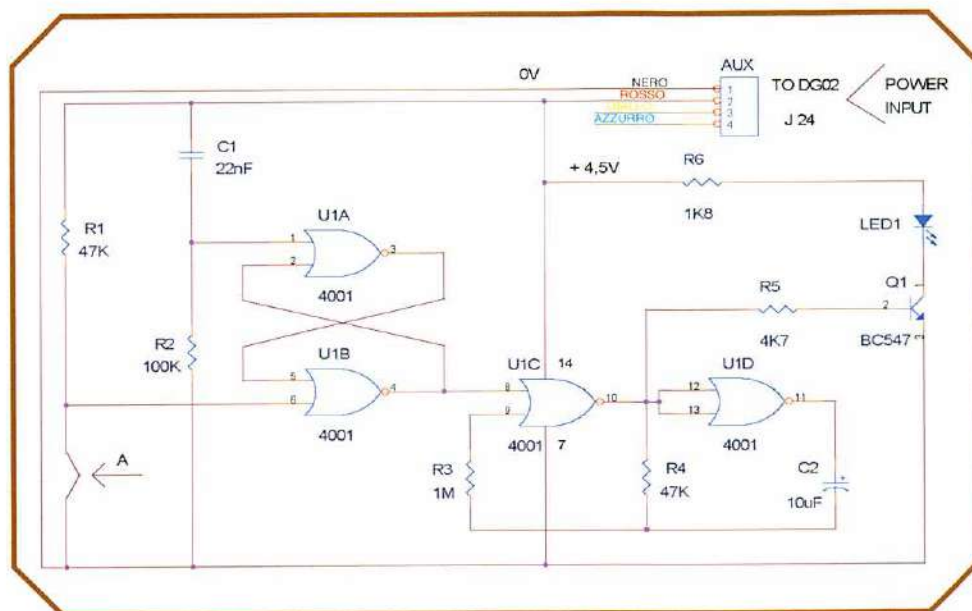 AUX
0V
NERO
ROSSO
AZZURRO
1
2
3
4
TO DG02
J 24
POWER
INPUT
C1
22nF
+ 4,5V
R6
1K8
LED1
R1
47K
U1A
1
2
3
4001
R2
100K
U1B
5
6
4
4001
Q1
2
3
BC547
R5
4K7
U1C
14
8
9
10
4001
7
U1D
12
13
11
4001
A
R3
1M
R4
47K
C2
10uF